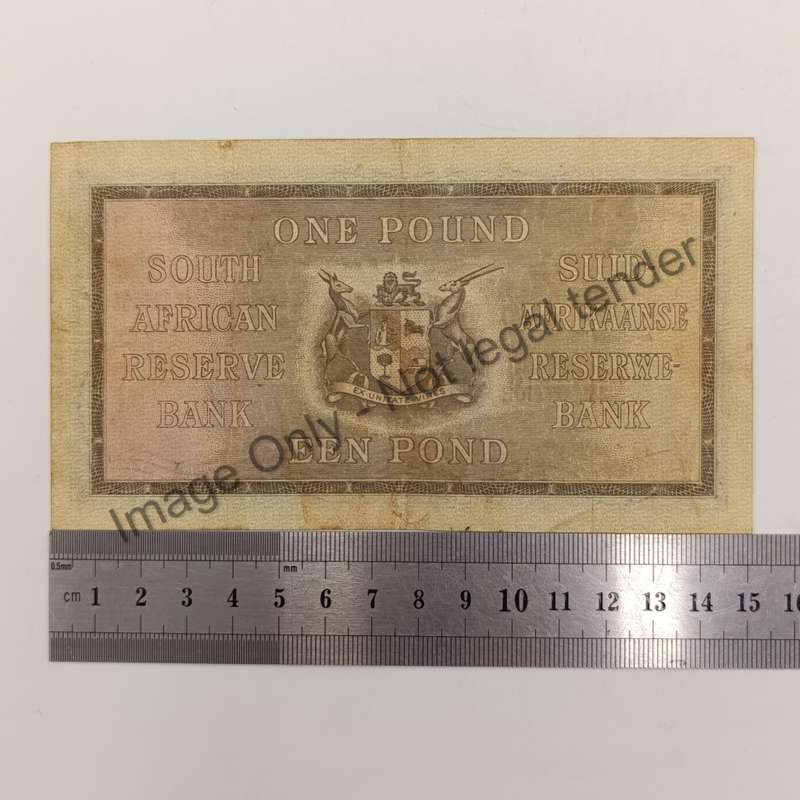 ONE POUND
SOUTH
AFRICAN
RESERVE
BANK
SUID-
AFRIKAANSE
RESERWE-
BANK
EX UNITATE VIRES
EEN POND
Image Only - Not legal tender
0.5mm
mm
cm 1 2 3 4 5 6 7 8 9 10 11 12 13 14 15 16